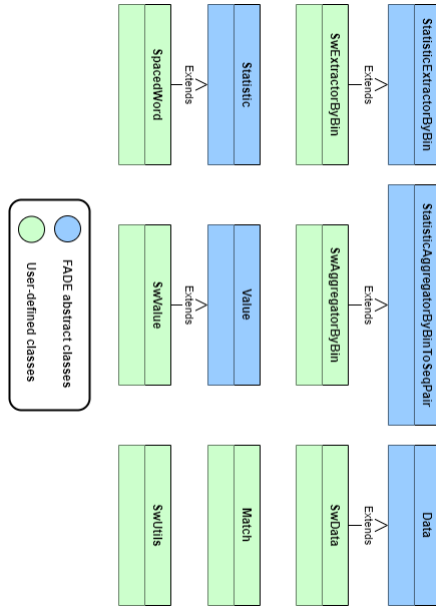 StatisticExtractorByBin
StatisticAggregatorByBinToSeqPair
Data
Extends
Extends
Extends
SwExtractorByBin
SwAggregatorByBin
SwData
Statistic
Value
Match
Extends
Extends
SpacedWord
SwValue
SwUtils
FADE abstract classes
User-defined classes